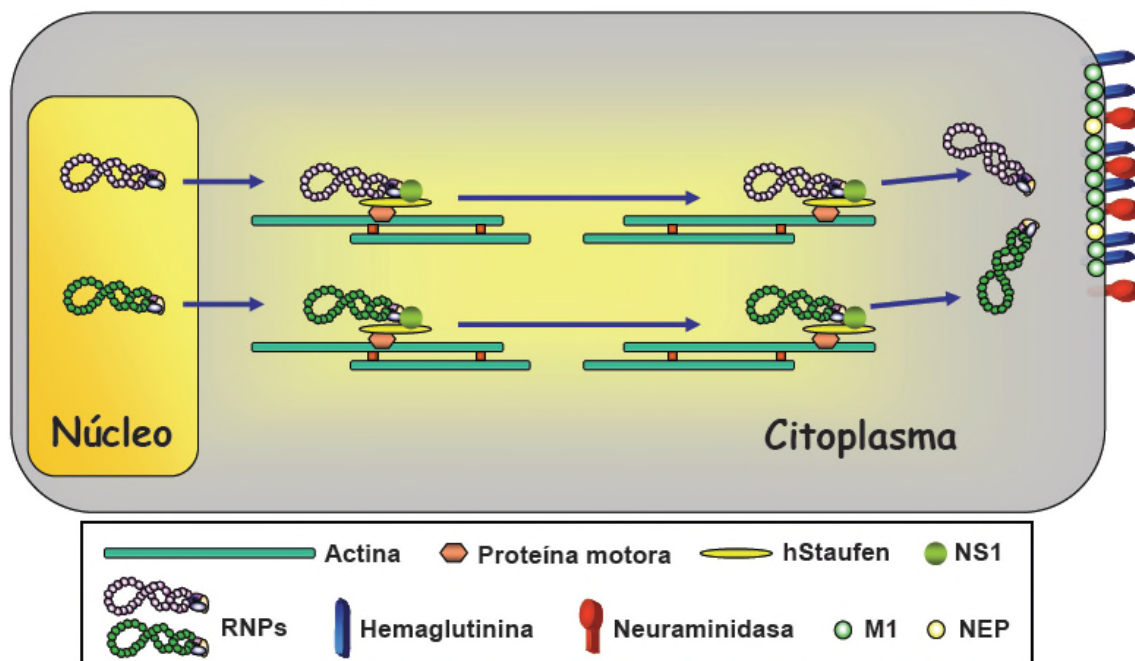 Núcleo
Citoplasma
Actina Proteína motora hStaufen NS1
RNPs Hemaglutinina Neuraminidasa M1 NEP